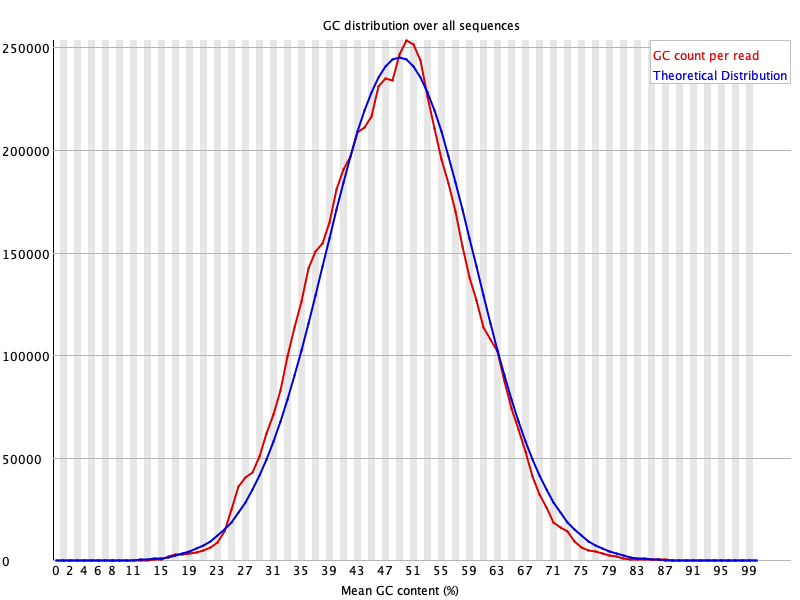 GC distribution over all sequences
GC count per read
Theoretical Distribution
250000
200000
150000
100000
50000
0
0 2 4 6 8 11 15 19 23 27 31 35 39 43 47 51 55 59 63 67 71 75 79 83 87 91 95 99
Mean GC content (%)